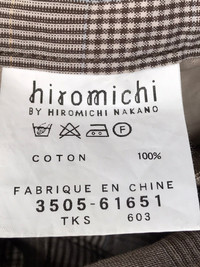 hiromichi
BY HIROMICHI NAKANO
F
COTON 100%
FABRIQUE EN CHINE
3505-61651
TKS 603